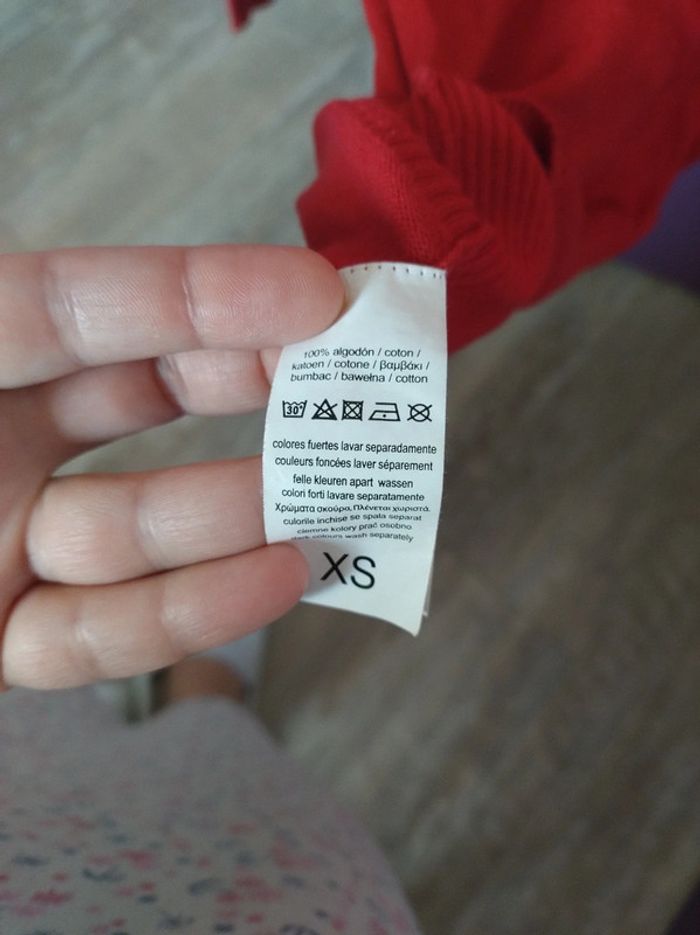 100% algodón / coton /
katoen / cotone / βαμβάκι /
bumbac / bawełna / cotton
30°
colores fuertes lavar separadamente
couleurs foncées laver séparement
felle kleuren apart wassen
colori forti lavare separatamente
Χρώματα σκούρα, Πλένεται χωριστά.
culorile inchise se spala separat
ciemne kolory prać osobno
dark colours wash separately
XS